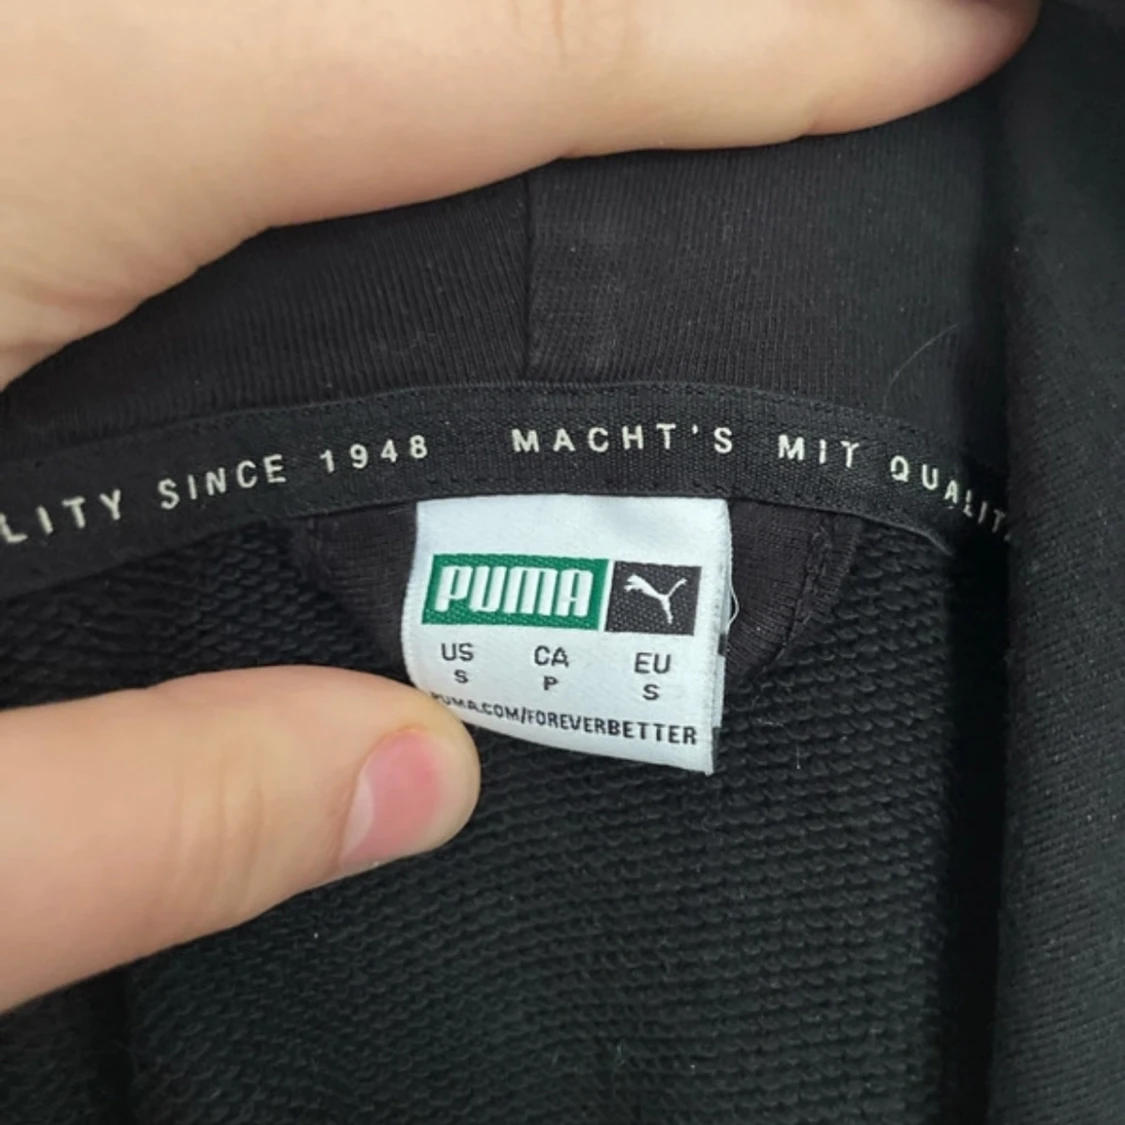 LITY SINCE 1948 MACHT'S MIT QUALIT
PUMA
US CA EU
S P S
PUMA.COM/FOREVERBETTER